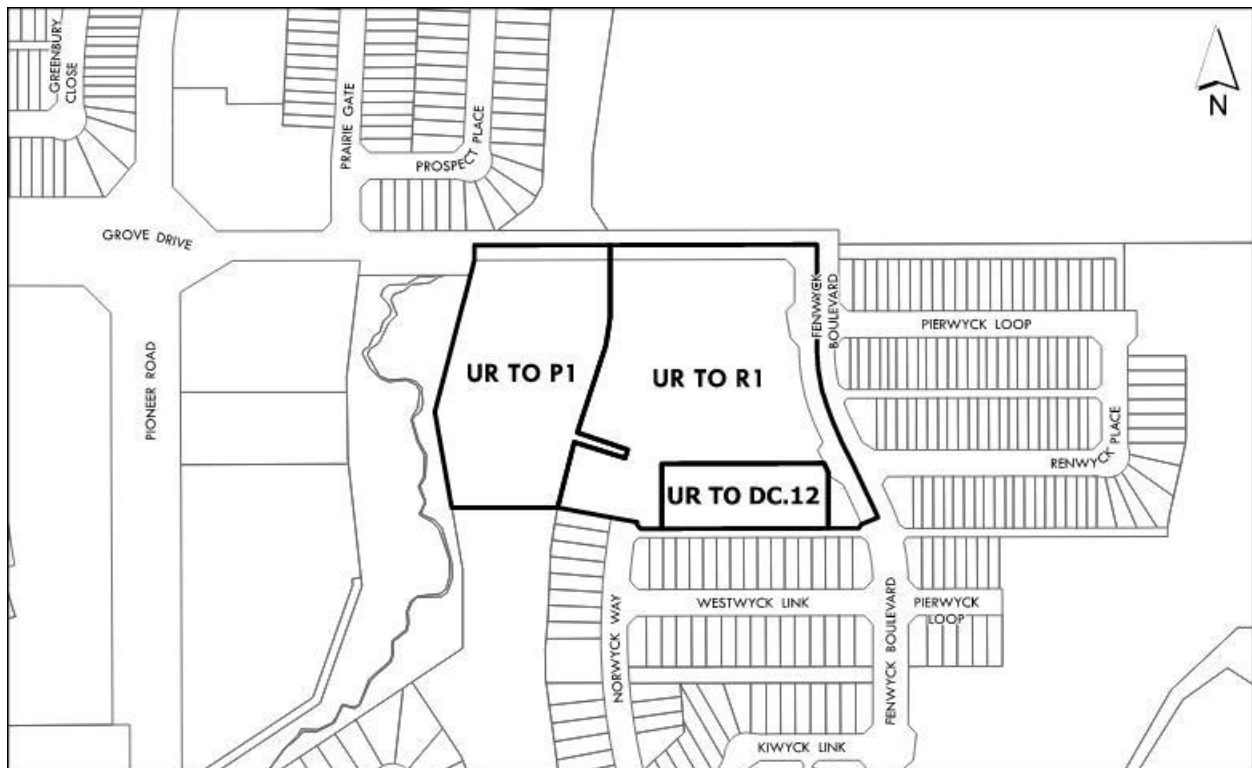 GREENBURY
CLOSE
PRAIRIE GATE
PROSPECT PLACE
N
GROVE DRIVE
PIONEER ROAD
UR TO P1
UR TO R1
FENWYCK
BOULEVARD
PIERWYCK LOOP
RENWYCK PLACE
UR TO DC.12
NORWYCK WAY
WESTWYCK LINK
FENWYCK BOULEVARD
PIERWYCK
LOOP
KIWYCK LINK